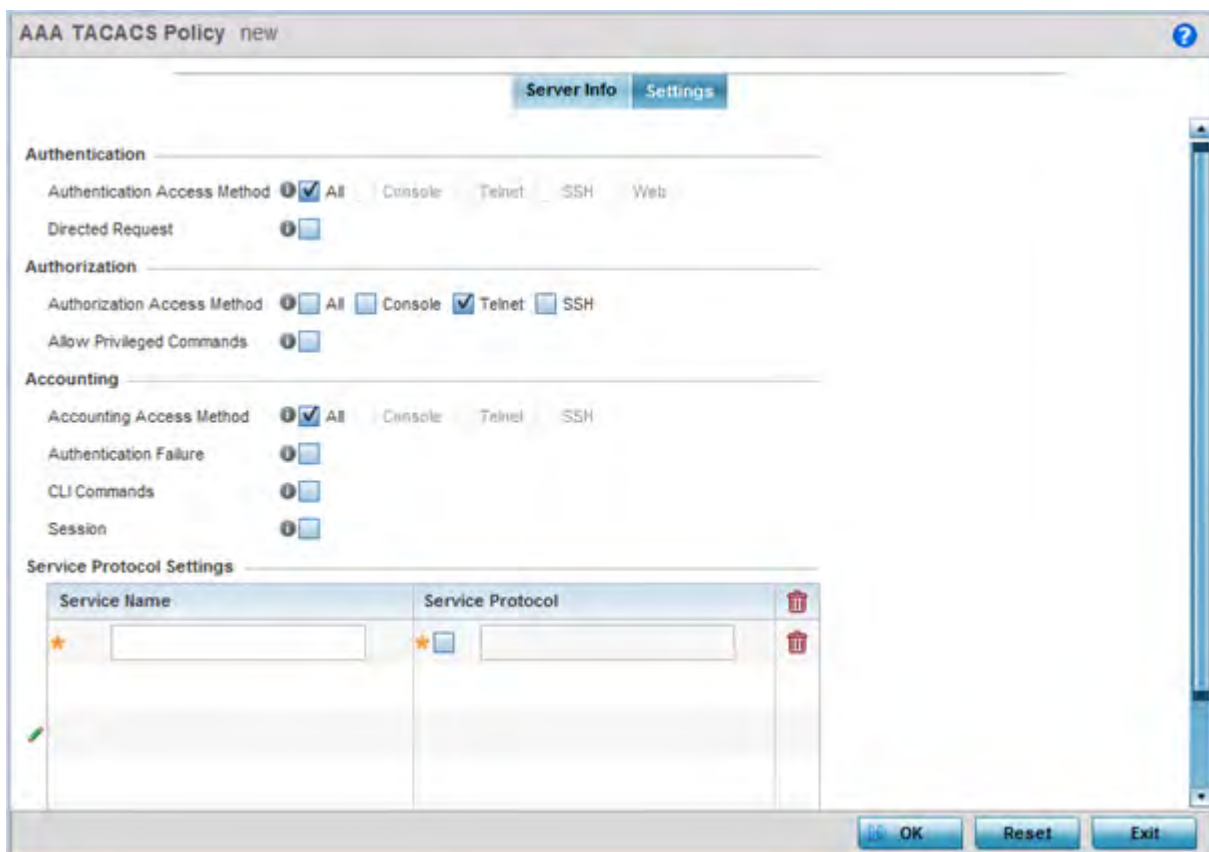 AAA TACACS Policy new
Server Info Settings
Authentication
Authentication Access Method All Console Telnet SSH Web
Directed Request
Authorization
Authorization Access Method All Console Telnet SSH
Allow Privileged Commands
Accounting
Accounting Access Method All Console Telnet SSH
Authentication Failure
CLI Commands
Session
Service Protocol Settings
Service Name Service Protocol
OK Reset Exit